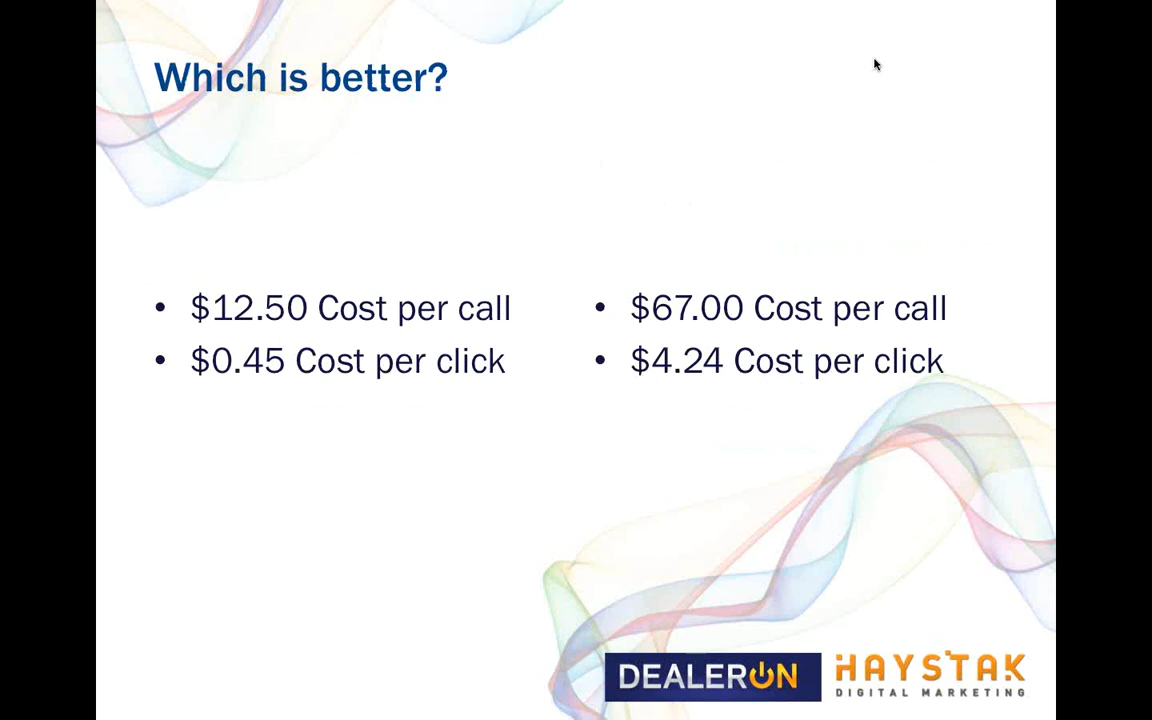 Which is better?
• $12.50 Cost per call
• $0.45 Cost per click
• $67.00 Cost per call
• $4.24 Cost per click
DEALERON
HAYSTAK
DIGITAL MARKETING